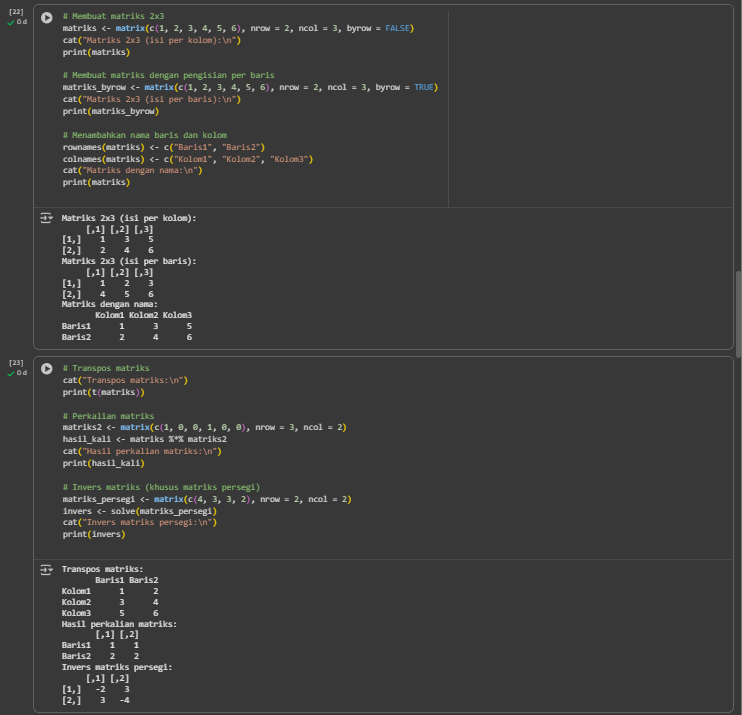 [22]
0 d
# Membuat matriks 2x3
matriks <- matrix(c(1, 2, 3, 4, 5, 6), nrow = 2, ncol = 3, byrow = FALSE)
cat("Matriks 2x3 (isi per kolom):\n")
print(matriks)
# Membuat matriks dengan pengisian per baris
matriks_byrow <- matrix(c(1, 2, 3, 4, 5, 6), nrow = 2, ncol = 3, byrow = TRUE)
cat("Matriks 2x3 (isi per baris):\n")
print(matriks_byrow)
# Menambahkan nama baris dan kolom
rownames(matriks) <- c("Baris1", "Baris2")
colnames(matriks) <- c("Kolom1", "Kolom2", "Kolom3")
cat("Matriks dengan nama:\n")
print(matriks)
Matriks 2x3 (isi per kolom):
     [,1] [,2] [,3]
[1,]    1    3    5
[2,]    2    4    6
Matriks 2x3 (isi per baris):
     [,1] [,2] [,3]
[1,]    1    2    3
[2,]    4    5    6
Matriks dengan nama:
       Kolom1 Kolom2 Kolom3
Baris1      1      3      5
Baris2      2      4      6
[23]
0 d
# Transpos matriks
cat("Transpos matriks:\n")
print(t(matriks))
# Perkalian matriks
matriks2 <- matrix(c(1, 0, 0, 1, 0, 0), nrow = 3, ncol = 2)
hasil_kali <- matriks %*% matriks2
cat("Hasil perkalian matriks:\n")
print(hasil_kali)
# Invers matriks (khusus matriks persegi)
matriks_persegi <- matrix(c(4, 3, 3, 2), nrow = 2, ncol = 2)
invers <- solve(matriks_persegi)
cat("Invers matriks persegi:\n")
print(invers)
Transpos matriks:
       Baris1 Baris2
Kolom1      1      2
Kolom2      3      4
Kolom3      5      6
Hasil perkalian matriks:
       [,1] [,2]
Baris1    1    1
Baris2    2    2
Invers matriks persegi:
     [,1] [,2]
[1,]   -2    3
[2,]    3   -4